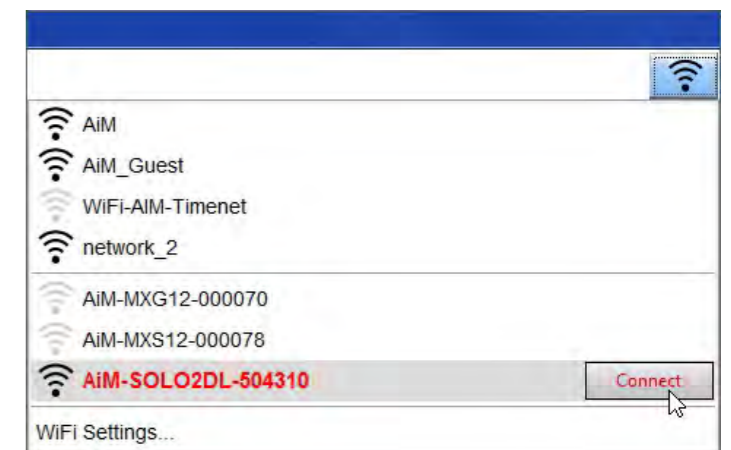 AiM
AiM_Guest
WiFi-AIM-Timenet
network_2
AiM-MXG12-000070
AiM-MXS12-000078
AiM-SOLO2DL-504310 Connect
WiFi Settings...